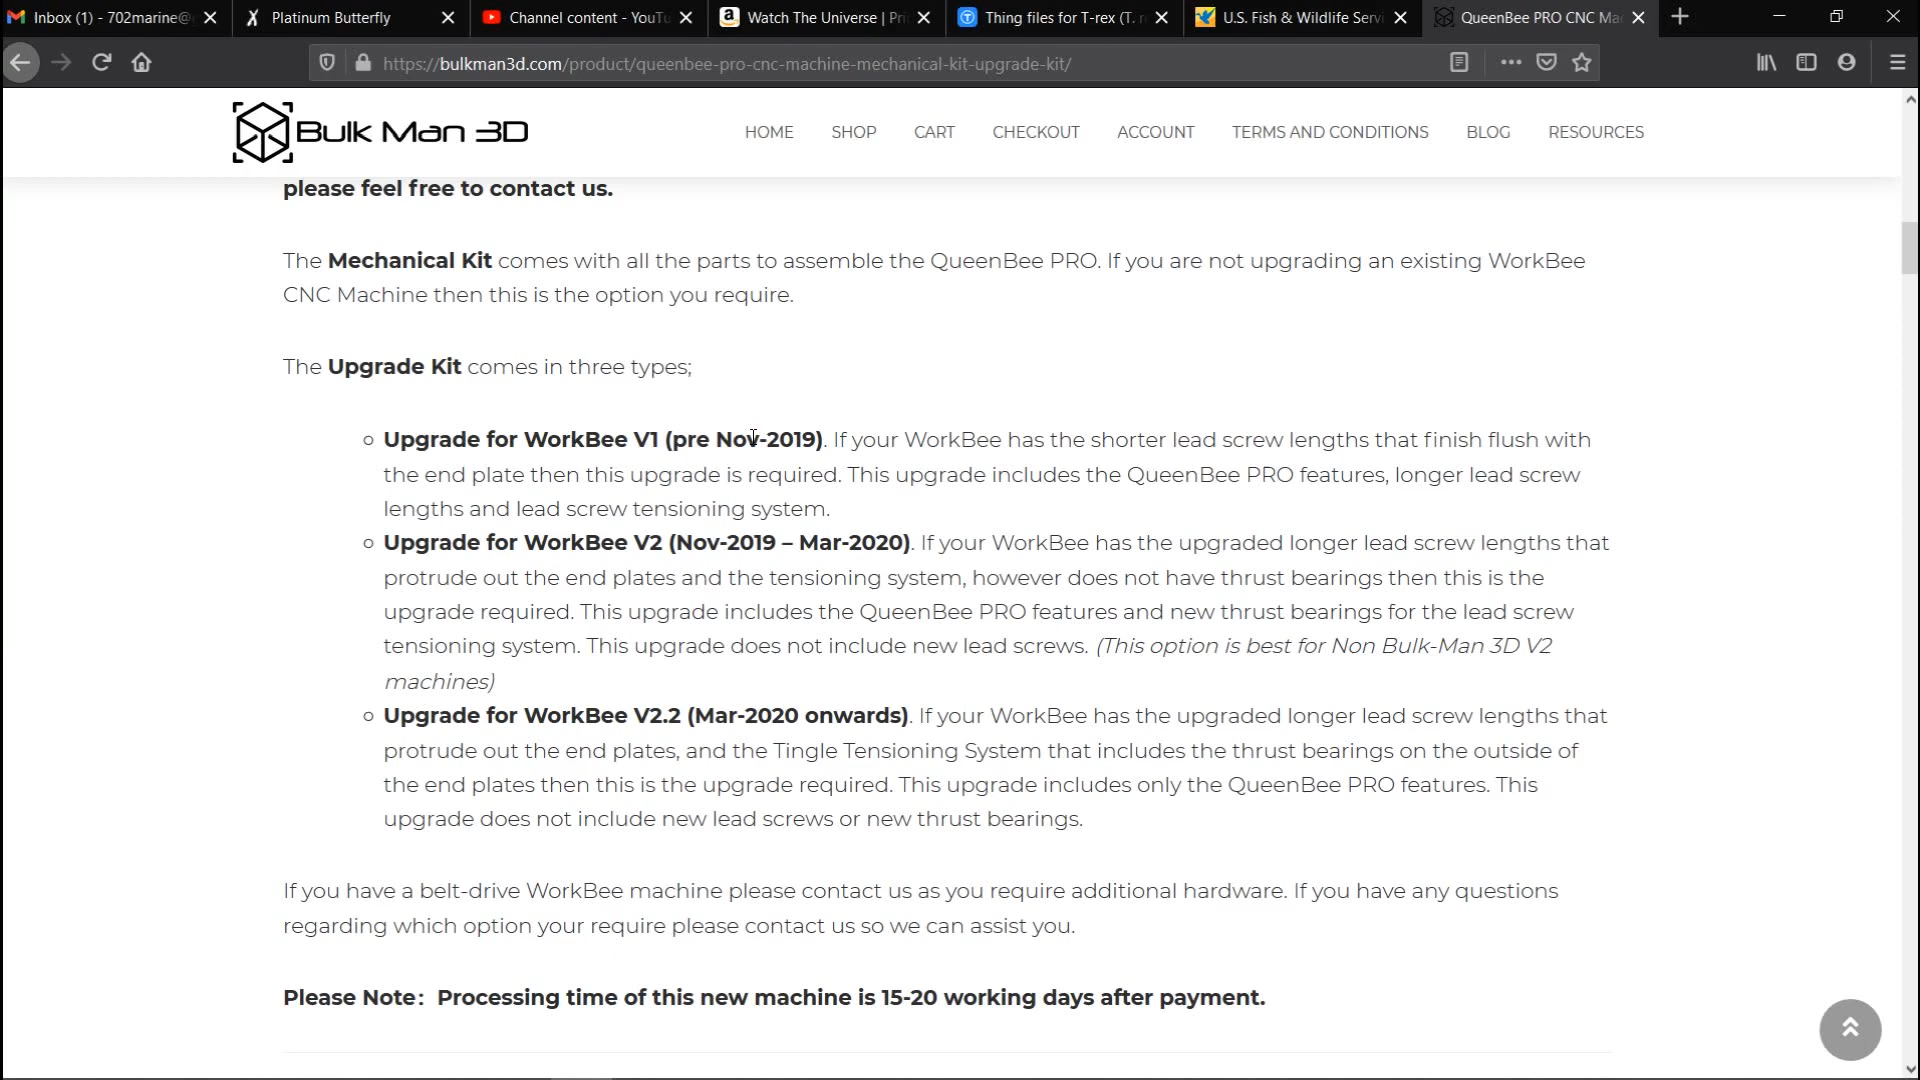 Inbox (1) - 702marine@
Platinum Butterfly
Channel content - YouTu
Watch The Universe | Pri
Thing files for T-rex (T. r
U.S. Fish & Wildlife Servi
QueenBee PRO CNC Ma
https://bulkman3d.com/product/queenbee-pro-cnc-machine-mechanical-kit-upgrade-kit/
Bulk Man 3D
HOME SHOP CART CHECKOUT ACCOUNT TERMS AND CONDITIONS BLOG RESOURCES
please feel free to contact us.
The Mechanical Kit comes with all the parts to assemble the QueenBee PRO. If you are not upgrading an existing WorkBee
CNC Machine then this is the option you require.
The Upgrade Kit comes in three types;
Upgrade for WorkBee V1 (pre Nov-2019). If your WorkBee has the shorter lead screw lengths that finish flush with
the end plate then this upgrade is required. This upgrade includes the QueenBee PRO features, longer lead screw
lengths and lead screw tensioning system.
Upgrade for WorkBee V2 (Nov-2019 – Mar-2020). If your WorkBee has the upgraded longer lead screw lengths that
protrude out the end plates and the tensioning system, however does not have thrust bearings then this is the
upgrade required. This upgrade includes the QueenBee PRO features and new thrust bearings for the lead screw
tensioning system. This upgrade does not include new lead screws. (This option is best for Non Bulk-Man 3D V2
machines)
Upgrade for WorkBee V2.2 (Mar-2020 onwards). If your WorkBee has the upgraded longer lead screw lengths that
protrude out the end plates, and the Tingle Tensioning System that includes the thrust bearings on the outside of
the end plates then this is the upgrade required. This upgrade includes only the QueenBee PRO features. This
upgrade does not include new lead screws or new thrust bearings.
If you have a belt-drive WorkBee machine please contact us as you require additional hardware. If you have any questions
regarding which option your require please contact us so we can assist you.
Please Note: Processing time of this new machine is 15-20 working days after payment.